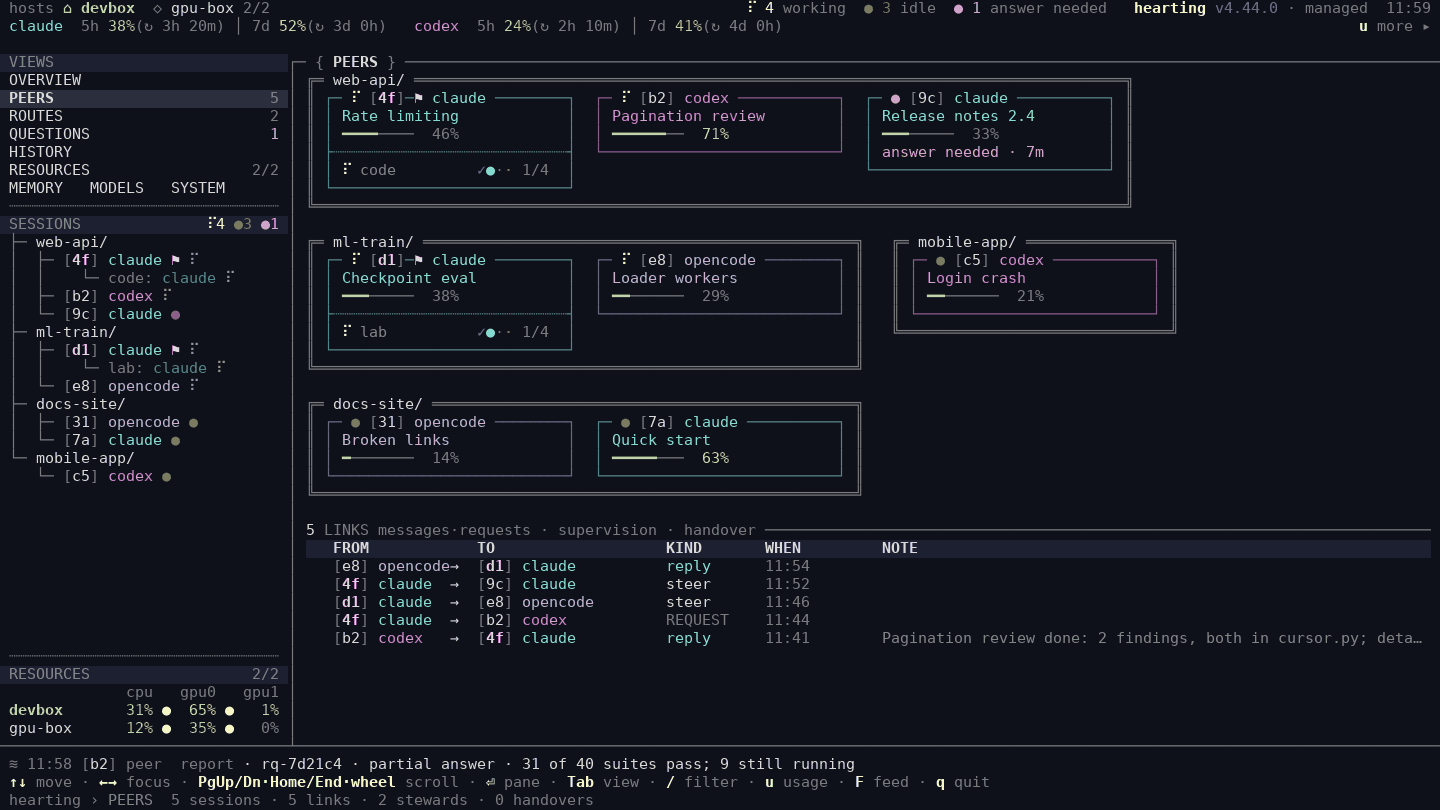 hosts ⌂ devbox ◇ gpu-box 2/2 ⠏ 4 working ● 3 idle ● 1 answer needed hearting v4.44.0 · managed 11:59
claude 5h 38%(↻ 3h 20m) │ 7d 52%(↻ 3d 0h) codex 5h 24%(↻ 2h 10m) │ 7d 41%(↻ 4d 0h) u more ▸
VIEWS
OVERVIEW
PEERS 5
ROUTES 2
QUESTIONS 1
HISTORY
RESOURCES 2/2
MEMORY MODELS SYSTEM
SESSIONS ⠏4 ●3 ●1
web-api/
[4f] claude ⚑ ⠏
code: claude ⠏
[b2] codex ⠏
[9c] claude ●
ml-train/
[d1] claude ⚑ ⠏
lab: claude ⠏
[e8] opencode ⠏
docs-site/
[31] opencode ●
[7a] claude ●
mobile-app/
[c5] codex ●
RESOURCES 2/2
cpu gpu0 gpu1
devbox 31% ● 65% ● 1%
gpu-box 12% ● 35% ● 0%
{ PEERS }
web-api/
⠏ [4f]─⚑ claude
Rate limiting
46%
⠏ code ✓●·· 1/4
⠏ [b2] codex
Pagination review
71%
● [9c] claude
Release notes 2.4
33%
answer needed · 7m
ml-train/
⠏ [d1]─⚑ claude
Checkpoint eval
38%
⠏ lab ✓●·· 1/4
⠏ [e8] opencode
Loader workers
29%
mobile-app/
● [c5] codex
Login crash
21%
docs-site/
● [31] opencode
Broken links
14%
● [7a] claude
Quick start
63%
5 LINKS messages·requests · supervision · handover
FROM TO KIND WHEN NOTE
[e8] opencode→ [d1] claude reply 11:54
[4f] claude → [9c] claude steer 11:52
[d1] claude → [e8] opencode steer 11:46
[4f] claude → [b2] codex REQUEST 11:44
[b2] codex → [4f] claude reply 11:41 Pagination review done: 2 findings, both in cursor.py; deta…
≋ 11:58 [b2] peer report · rq-7d21c4 · partial answer · 31 of 40 suites pass; 9 still running
↑↓ move · ←→ focus · PgUp/Dn·Home/End·wheel scroll · ⏎ pane · Tab view · / filter · u usage · F feed · q quit
hearting › PEERS 5 sessions · 5 links · 2 stewards · 0 handovers